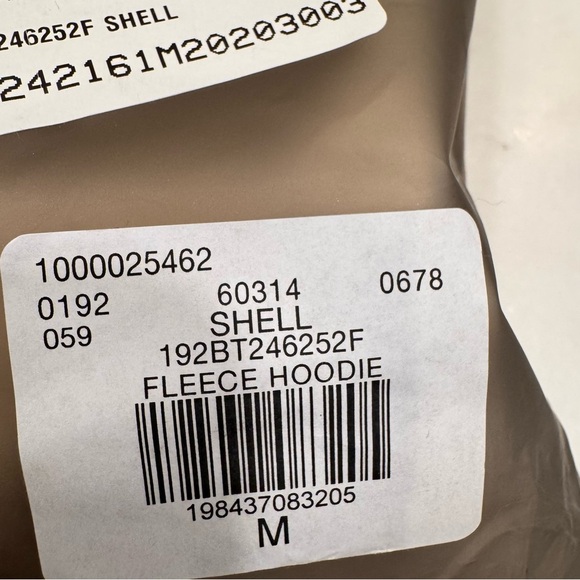 246252F SHELL
242161M20203003
1000025462
0192 60314 0678
059 SHELL
192BT246252F
FLEECE HOODIE
198437083205
M